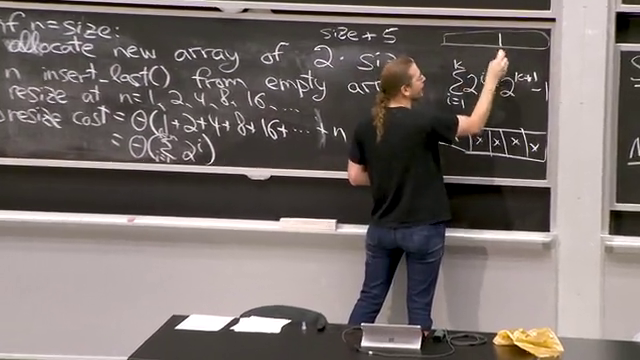 if n=size:
allocate new array of 2·siz
size + 5
n insert_last() from empty arr
resize at n=1, 2, 4, 8, 16, ...
resize cost = Θ(1+2+4+8+16+...+n
= Θ(Σ 2^i)
k
Σ 2^i = 2^k+1 - 1
i=1
x x x x